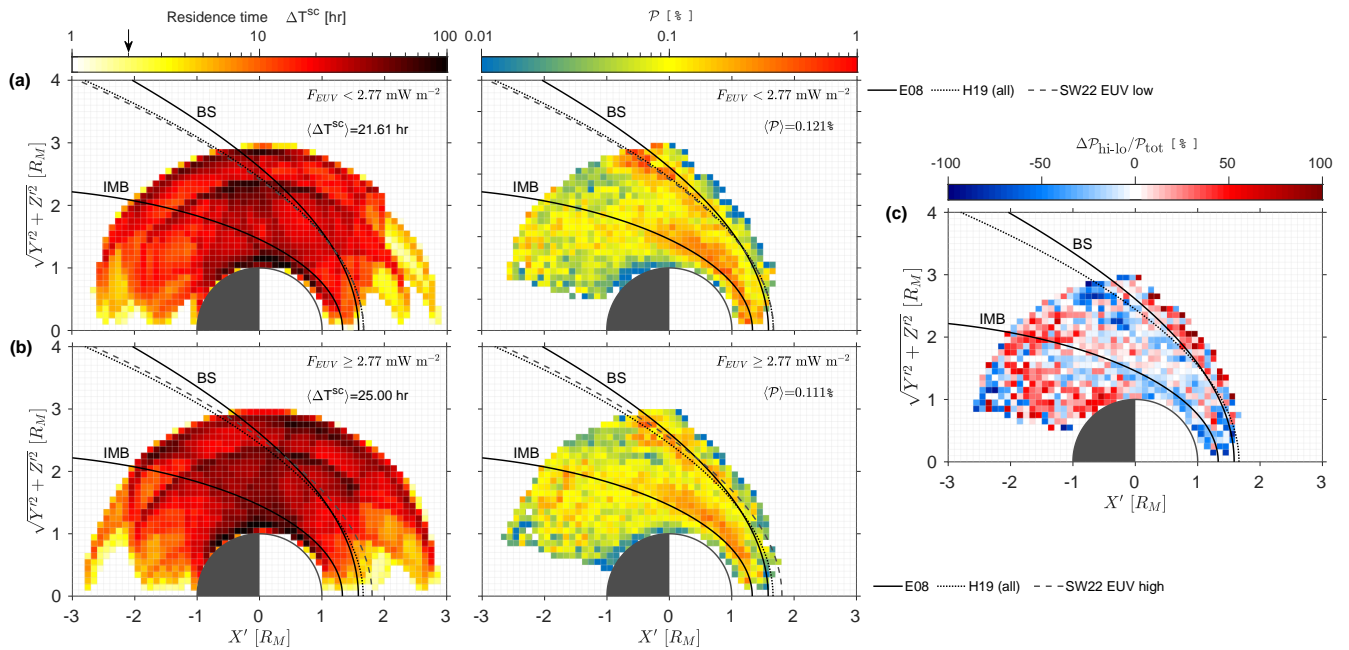 Residence time ΔT^sc [hr]
1 10 100
𝒫 [ % ]
0.01 0.1 1
(a)
F_EUV < 2.77 mW m⁻²
⟨ΔT^sc⟩=21.61 hr
BS
IMB
√Y′² + Z′² [R_M]
4
3
2
1
0
F_EUV < 2.77 mW m⁻²
⟨𝒫⟩=0.121%
BS
IMB
E08 H19 (all) SW22 EUV low
(b)
F_EUV ≥ 2.77 mW m⁻²
⟨ΔT^sc⟩=25.00 hr
BS
IMB
√Y′² + Z′² [R_M]
4
3
2
1
0
-3 -2 -1 0 1 2 3
X′ [R_M]
F_EUV ≥ 2.77 mW m⁻²
⟨𝒫⟩=0.111%
BS
IMB
-3 -2 -1 0 1 2 3
X′ [R_M]
Δ𝒫_hi-lo/𝒫_tot [ % ]
-100 -50 0 50 100
(c)
BS
IMB
√Y′² + Z′² [R_M]
4
3
2
1
0
-3 -2 -1 0 1 2 3
X′ [R_M]
E08 H19 (all) SW22 EUV high